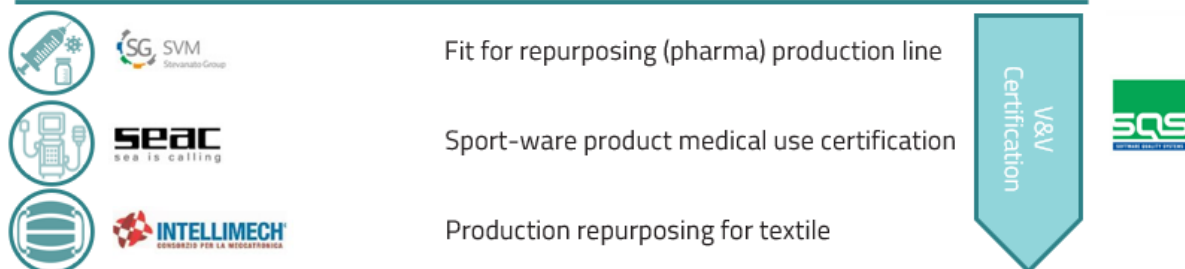 SG SVM
Stevanato Group
Fit for repurposing (pharma) production line
seac
sea is calling
Sport-ware product medical use certification
INTELLIMECH
CONSORZIO PER LA MECCATRONICA
Production repurposing for textile
V&V
Certification
SQS
SOFTWARE QUALITY SYSTEMS